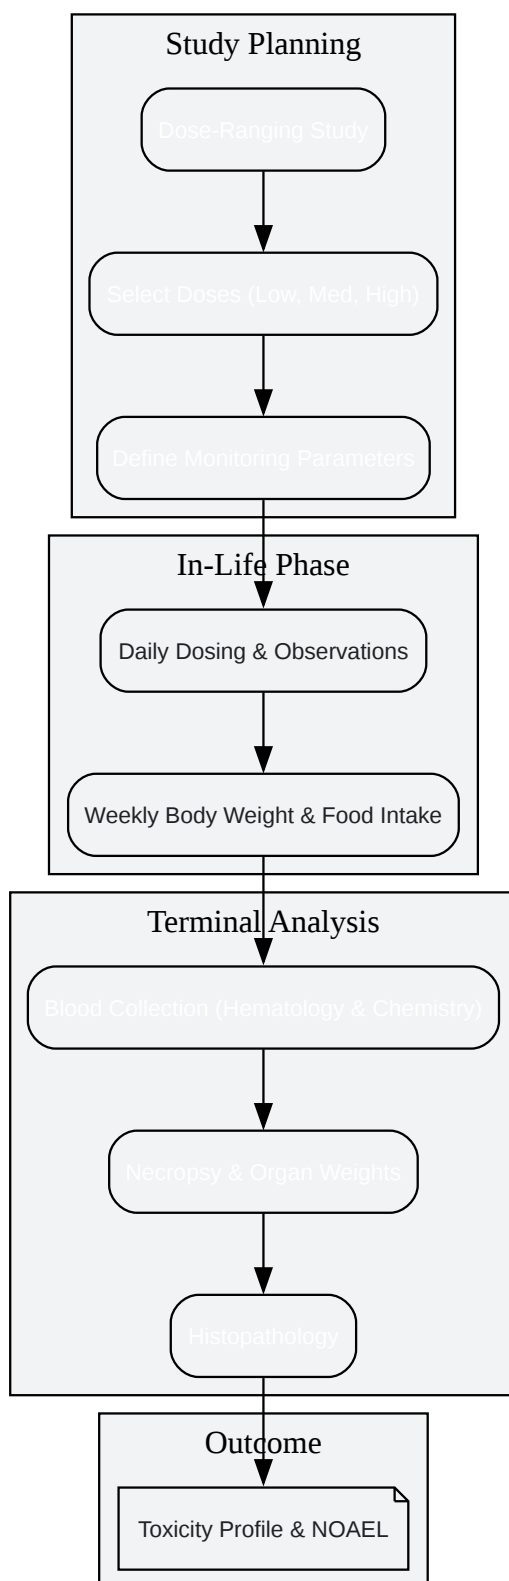 Study Planning
Dose-Ranging Study
Select Doses (Low, Med, High)
Define Monitoring Parameters
In-Life Phase
Daily Dosing & Observations
Weekly Body Weight & Food Intake
Terminal Analysis
Blood Collection (Hematology & Chemistry)
Necropsy & Organ Weights
Histopathology
Outcome
Toxicity Profile & NOAEL